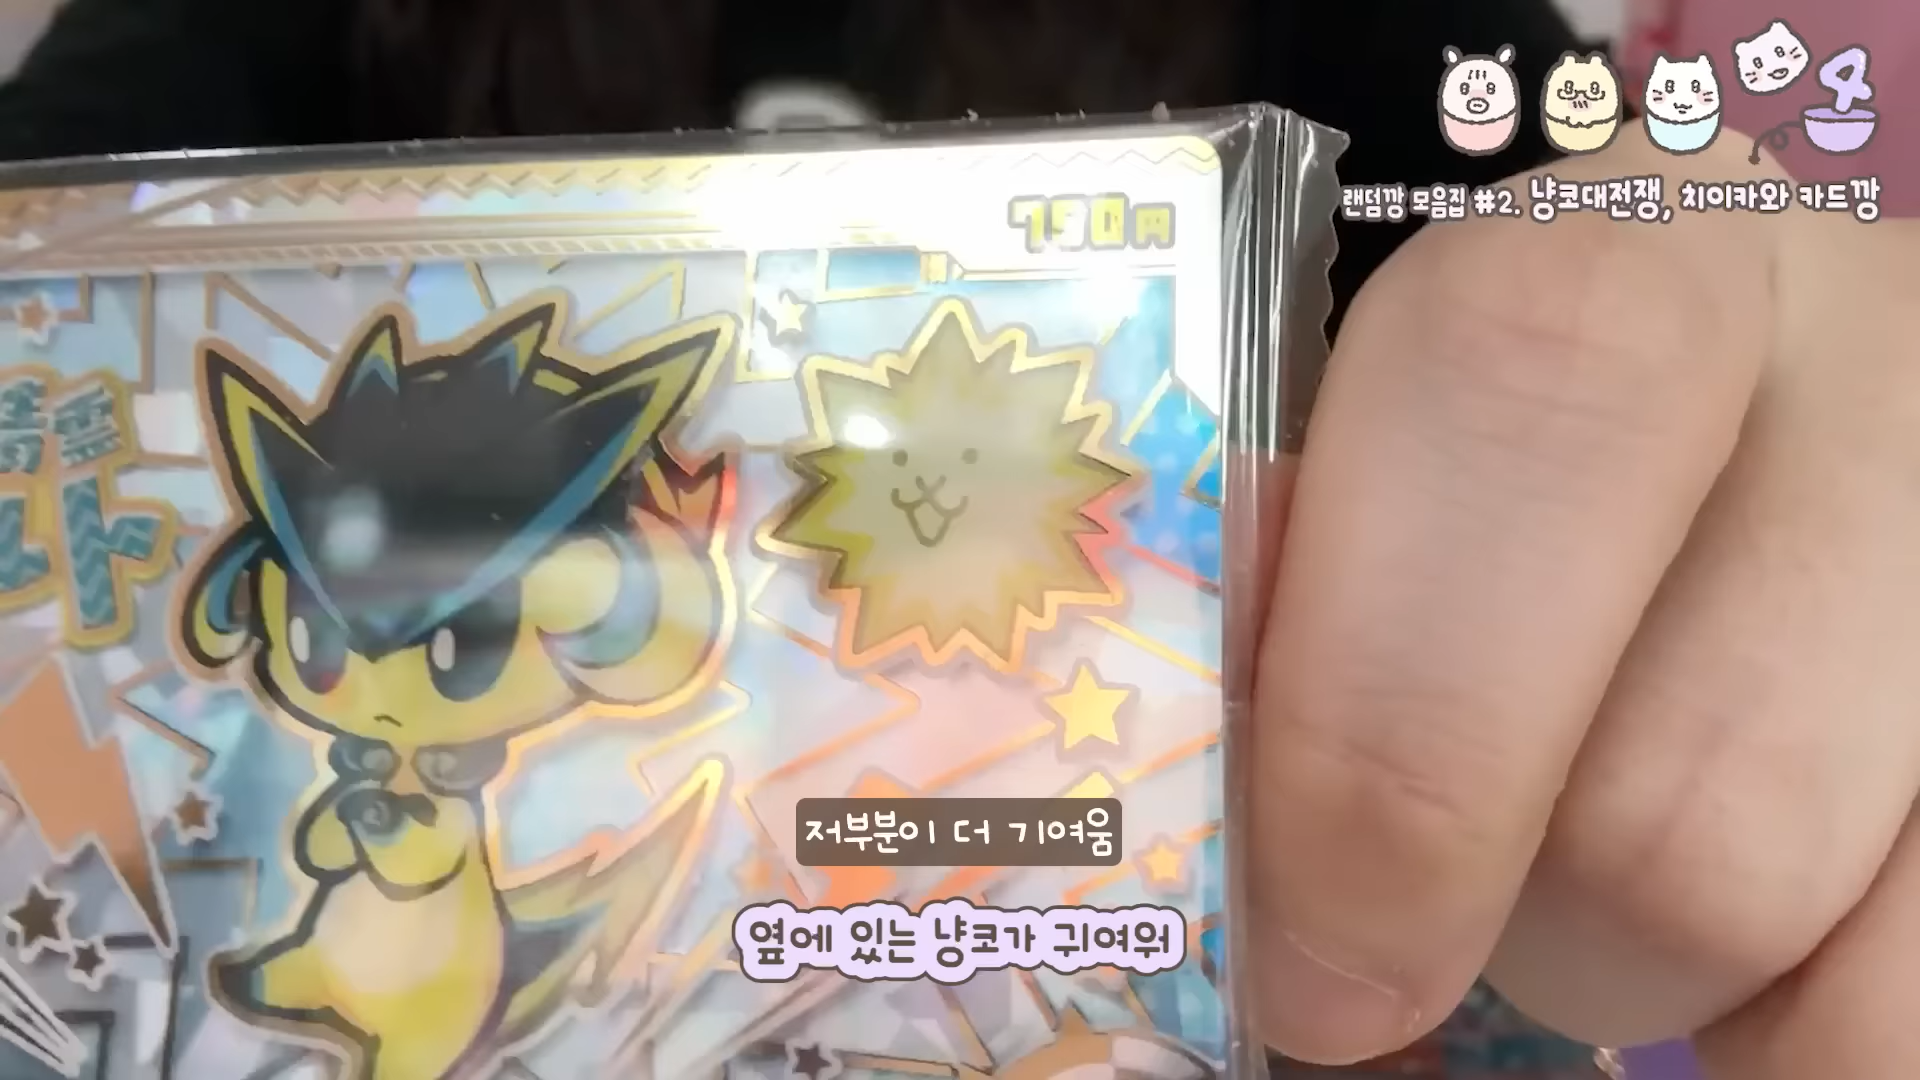 랜덤깡 모음집 #2. 냥코대전쟁, 치이카와 카드깡
750円
저부분이 더 기여움
옆에 있는 냥코가 귀여워